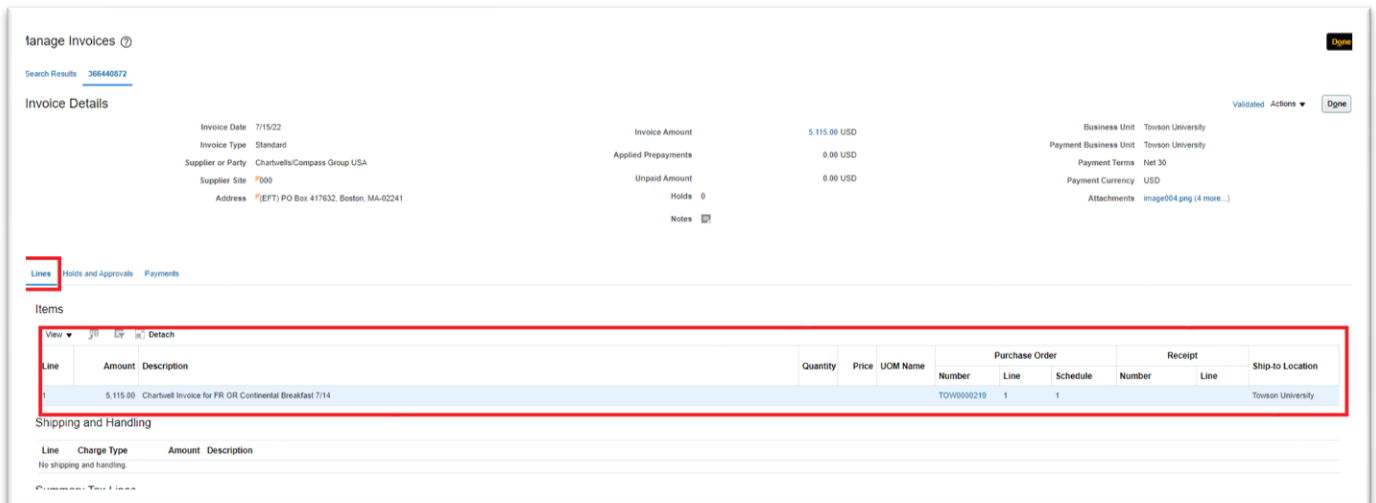 Manage Invoices
Done
Search Results 366440872
Invoice Details
Validated Actions Done
Invoice Date 7/15/22
Invoice Type Standard
Supplier or Party Chartwells/Compass Group USA
Supplier Site 000
Address (EFT) PO Box 417632, Boston, MA-02241
Invoice Amount 5,115.00 USD
Applied Prepayments 0.00 USD
Unpaid Amount 0.00 USD
Holds 0
Notes
Business Unit Towson University
Payment Business Unit Towson University
Payment Terms Net 30
Payment Currency USD
Attachments image004.png (4 more...)
Lines Holds and Approvals Payments
Items
View Detach
Purchase Order Receipt
Line Amount Description Quantity Price UOM Name Number Line Schedule Number Line Ship-to Location
1 5,115.00 Chartwell Invoice for FR OR Continental Breakfast 7/14 TOW0000219 1 1 Towson University
Shipping and Handling
Line Charge Type Amount Description
No shipping and handling.